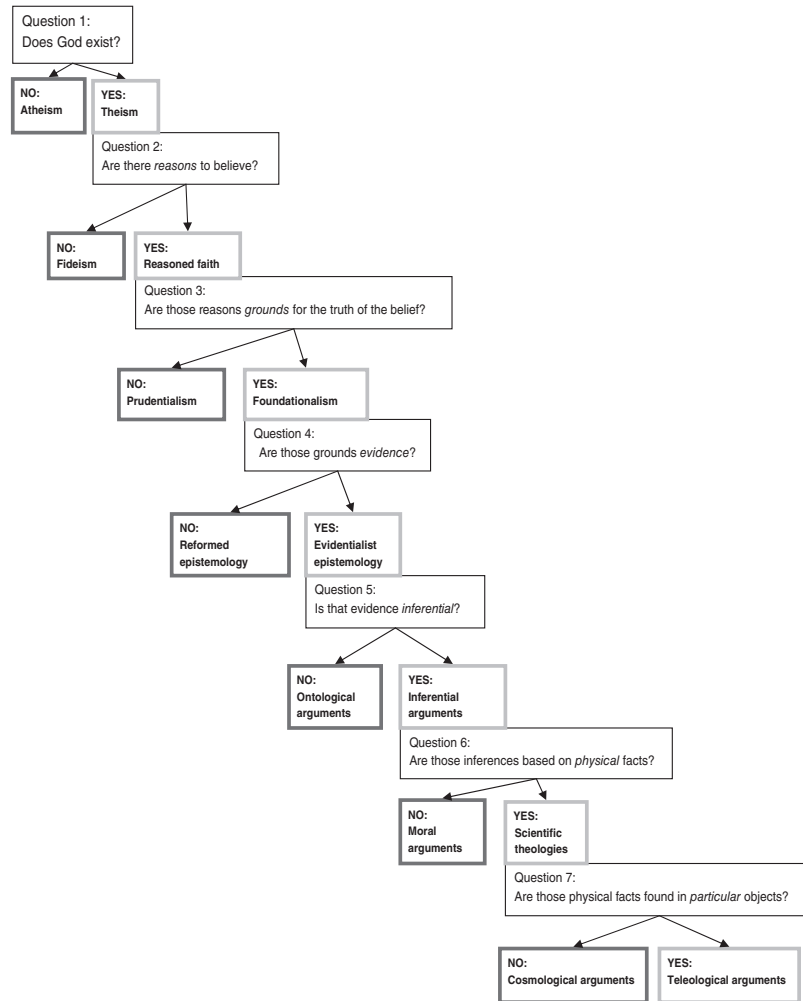 Question 1:
Does God exist?
NO:
Atheism
YES:
Theism
Question 2:
Are there reasons to believe?
NO:
Fideism
YES:
Reasoned faith
Question 3:
Are those reasons grounds for the truth of the belief?
NO:
Prudentialism
YES:
Foundationalism
Question 4:
Are those grounds evidence?
NO:
Reformed
epistemology
YES:
Evidentialist
epistemology
Question 5:
Is that evidence inferential?
NO:
Ontological
arguments
YES:
Inferential
arguments
Question 6:
Are those inferences based on physical facts?
NO:
Moral
arguments
YES:
Scientific
theologies
Question 7:
Are those physical facts found in particular objects?
NO:
Cosmological arguments
YES:
Teleological arguments